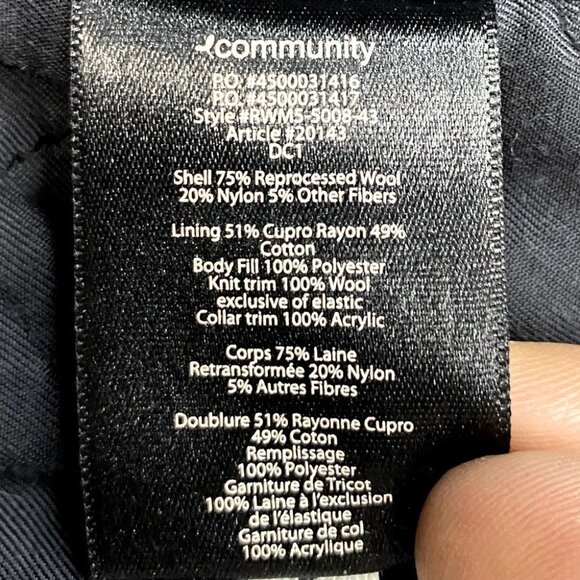 community
P.O. #4500031416
P.O. #4500031417
Style #RWM5-5008-43
Article #20143
DC1
Shell 75% Reprocessed Wool
20% Nylon 5% Other Fibers
Lining 51% Cupro Rayon 49%
Cotton
Body Fill 100% Polyester
Knit trim 100% Wool
exclusive of elastic
Collar trim 100% Acrylic
Corps 75% Laine
Retransformée 20% Nylon
5% Autres Fibres
Doublure 51% Rayonne Cupro
49% Coton
Remplissage
100% Polyester
Garniture de Tricot
100% Laine à l'exclusion
de l'élastique
Garniture de col
100% Acrylique